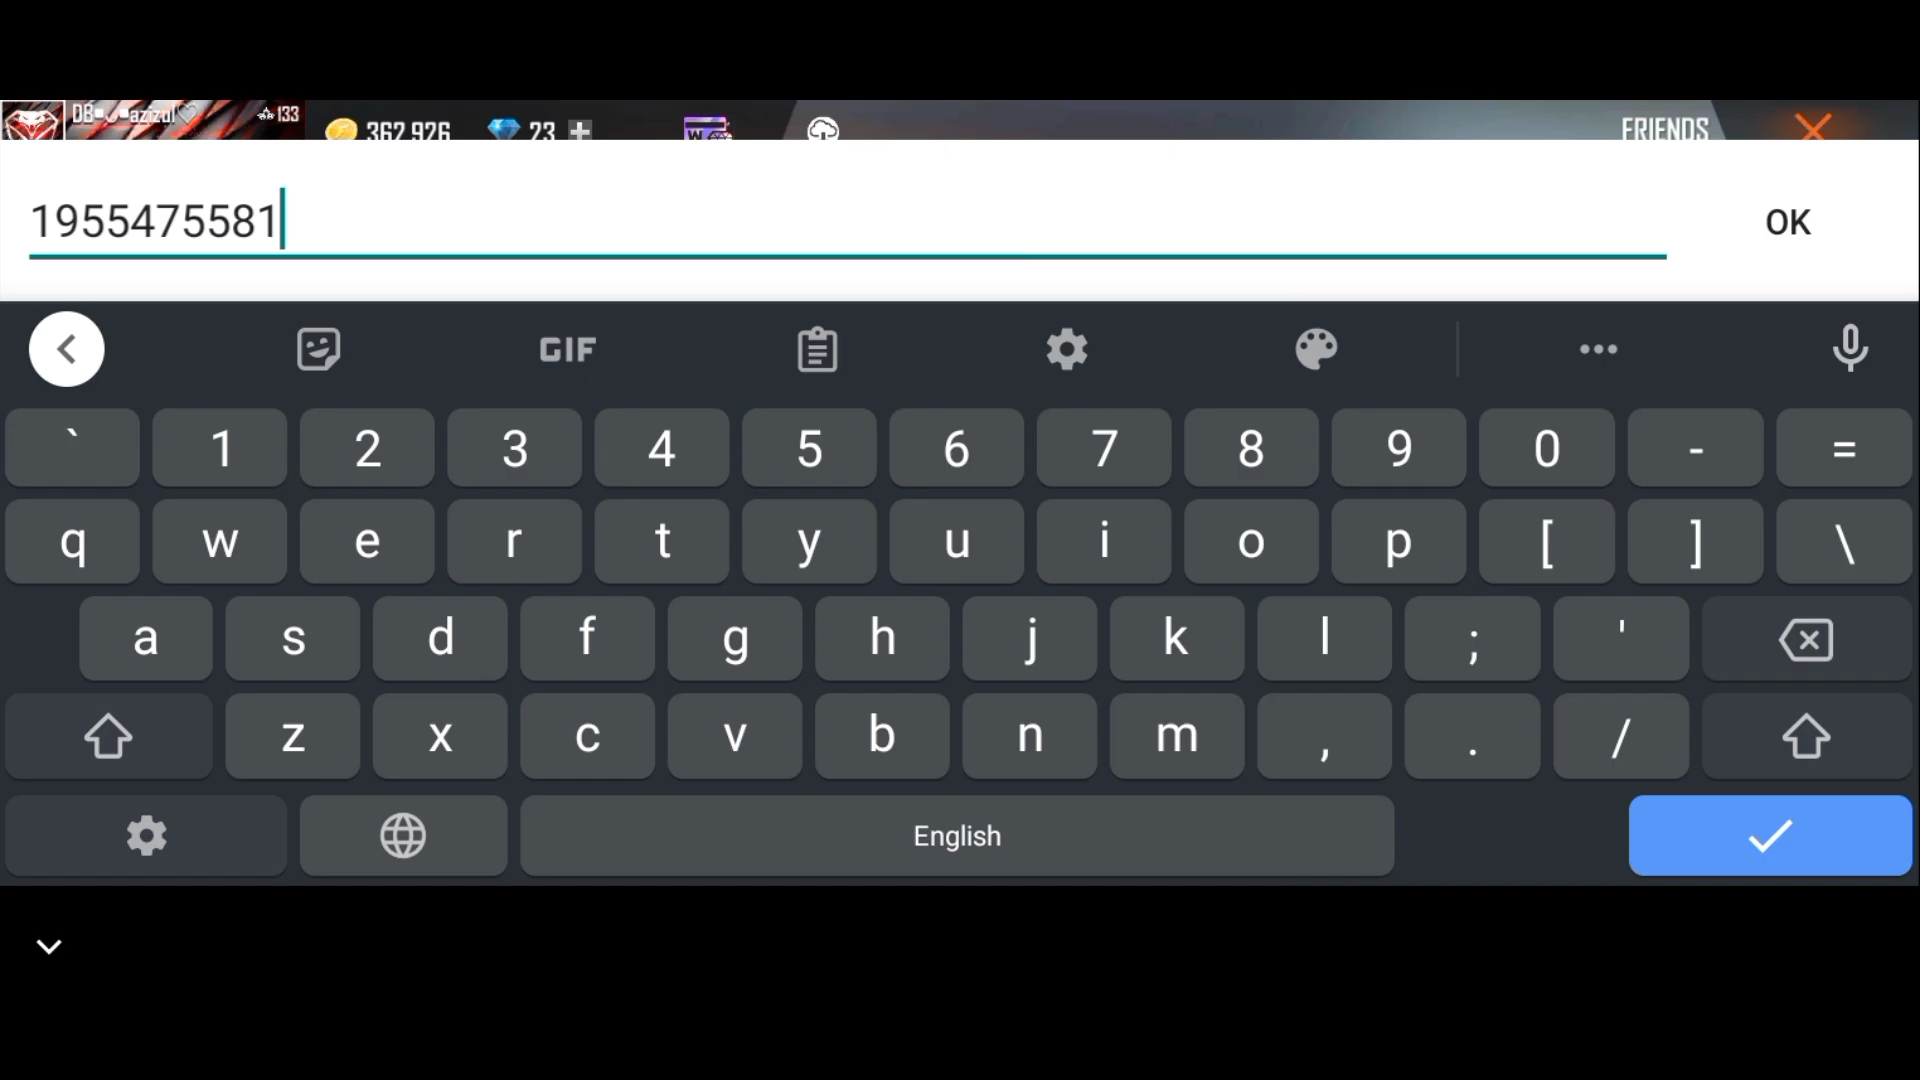 azizul♡ 133
362,926 23 FRIENDS
1955475581 OK
GIF
` 1 2 3 4 5 6 7 8 9 0 - =
q w e r t y u i o p [ ] \
a s d f g h j k l ; '
z x c v b n m , . /
English